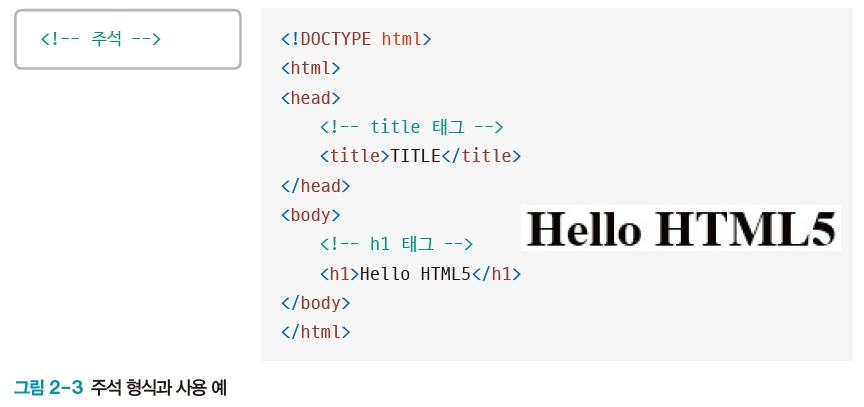 <!-- 주석 -->
<!DOCTYPE html>
<html>
<head>
<!-- title 태그 -->
<title>TITLE</title>
</head>
<body>
<!-- h1 태그 -->
<h1>Hello HTML5</h1>
</body>
</html>
Hello HTML5
그림 2-3 주석 형식과 사용 예